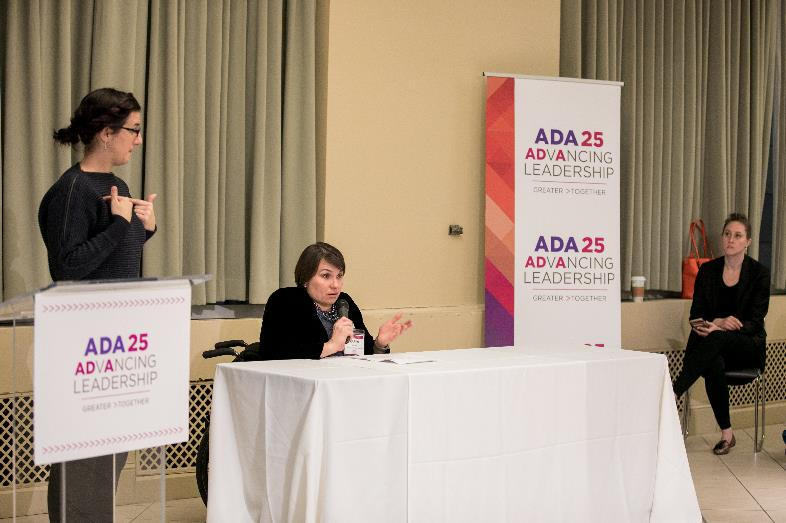 ADA 25
ADVANCING
LEADERSHIP
GREATER > TOGETHER
ADA 25
ADVANCING
LEADERSHIP
GREATER > TOGETHER
ADA 25
ADVANCING
LEADERSHIP
GREATER > TOGETHER